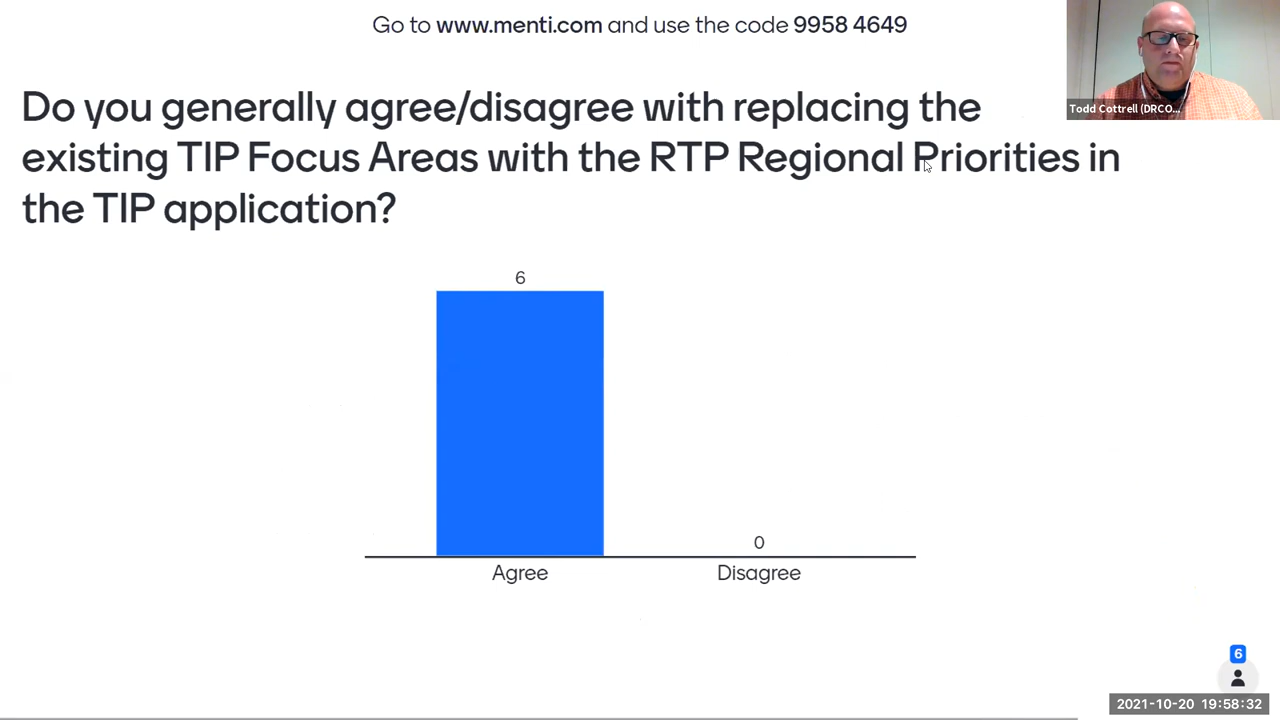 Go to www.menti.com and use the code 9958 4649
Todd Cottrell (DRCO...
Do you generally agree/disagree with replacing the
existing TIP Focus Areas with the RTP Regional Priorities in
the TIP application?
6
0
Agree
Disagree
6
2021-10-20 19:58:32